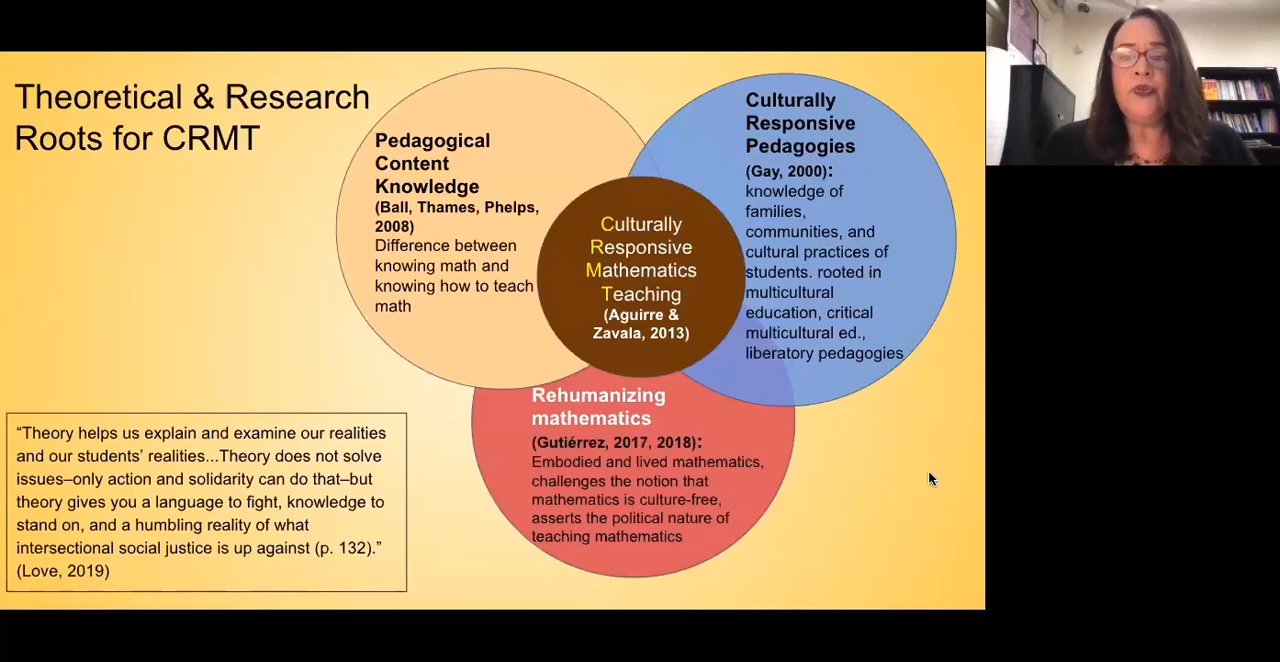 Theoretical & Research
Roots for CRMT
Pedagogical
Content
Knowledge
(Ball, Thames, Phelps,
2008)
Difference between
knowing math and
knowing how to teach
math
Culturally
Responsive
Mathematics
Teaching
(Aguirre &
Zavala, 2013)
Culturally
Responsive
Pedagogies
(Gay, 2000):
knowledge of
families,
communities, and
cultural practices of
students. rooted in
multicultural
education, critical
multicultural ed.,
liberatory pedagogies
Rehumanizing
mathematics
(Gutiérrez, 2017, 2018):
Embodied and lived mathematics,
challenges the notion that
mathematics is culture-free,
asserts the political nature of
teaching mathematics
“Theory helps us explain and examine our realities
and our students’ realities...Theory does not solve
issues–only action and solidarity can do that–but
theory gives you a language to fight, knowledge to
stand on, and a humbling reality of what
intersectional social justice is up against (p. 132).”
(Love, 2019)